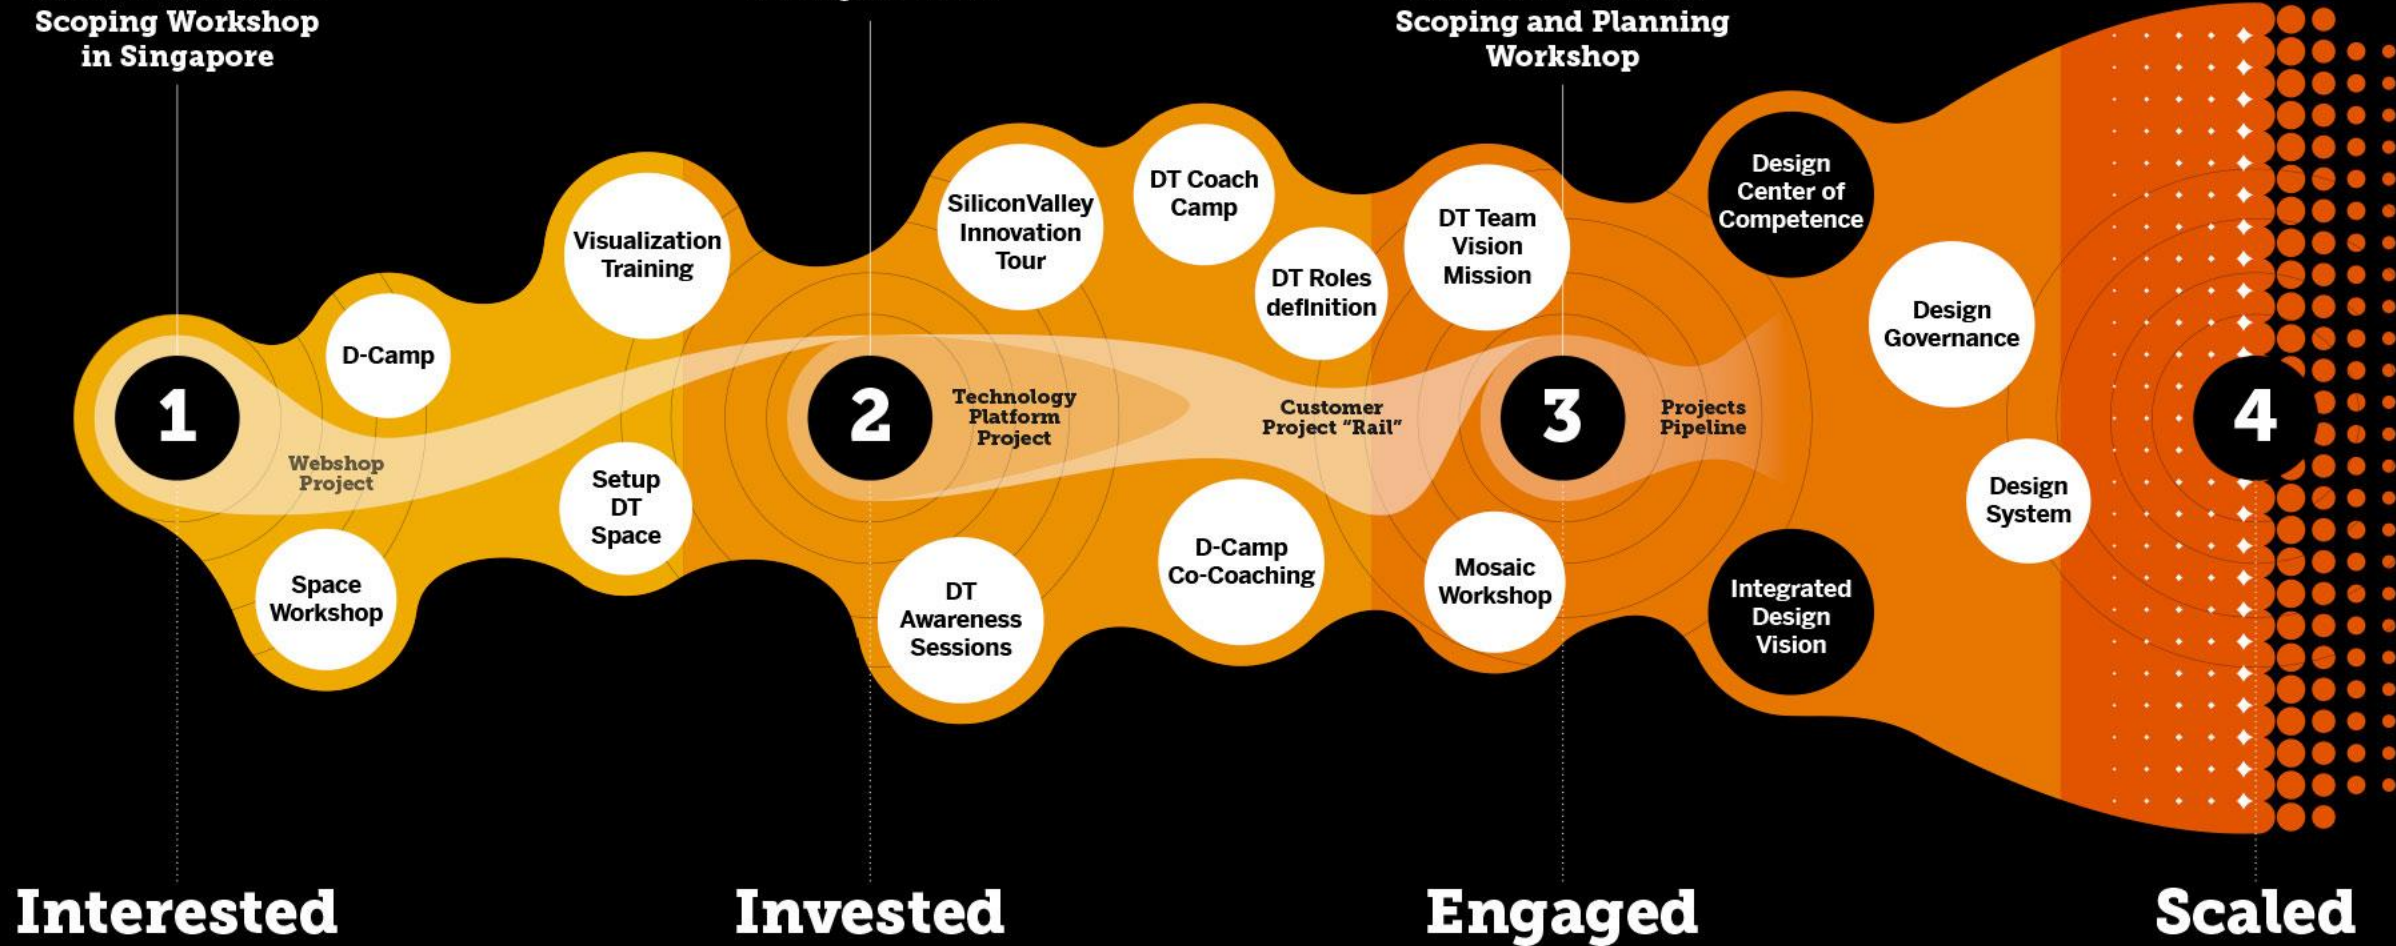 Scoping Workshop
in Singapore
Scoping and Planning
Workshop
1
D-Camp
Visualization
Training
Webshop
Project
Space
Workshop
Setup
DT
Space
2
Technology
Platform
Project
SiliconValley
Innovation
Tour
DT Coach
Camp
DT Roles
defInition
Customer
Project “Rail”
DT
Awareness
Sessions
D-Camp
Co-Coaching
DT Team
Vision
Mission
Mosaic
Workshop
3
Projects
Pipeline
Design
Center of
Competence
Design
Governance
Design
System
Integrated
Design
Vision
4
Interested
Invested
Engaged
Scaled